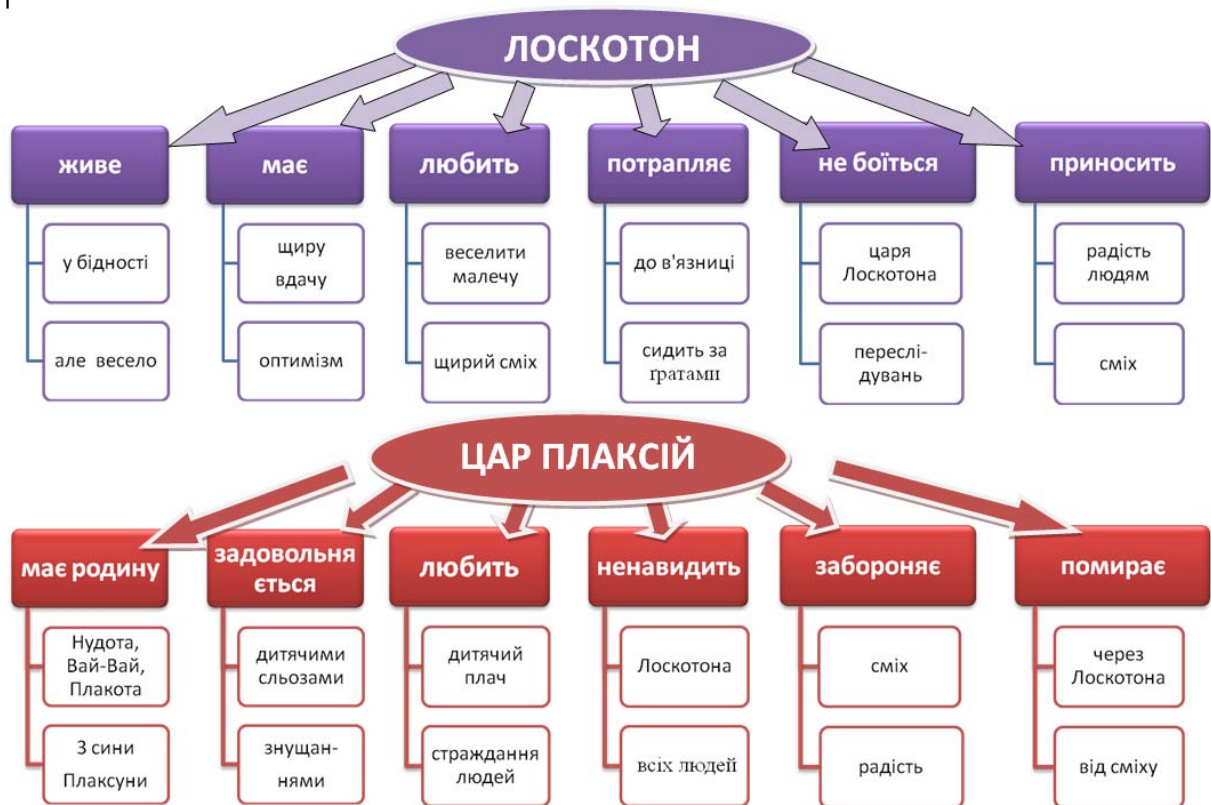 ЛОСКОТОН
живе
має
любить
потрапляє
не боїться
приносить
у бідності
щиру
вдачу
веселити
малечу
до в'язниці
царя
Лоскотона
радість
людям
але весело
оптимізм
щирий сміх
сидить за
ґратами
переслі-
дувань
сміх
ЦАР ПЛАКСІЙ
має родину
задовольня
ється
любить
ненавидить
забороняє
помирає
Нудота,
Вай-Вай,
Плакота
дитячими
сльозами
дитячий
плач
Лоскотона
сміх
через
Лоскотона
3 сини
Плаксуни
знущан-
нями
страждання
людей
всіх людей
радість
від сміху